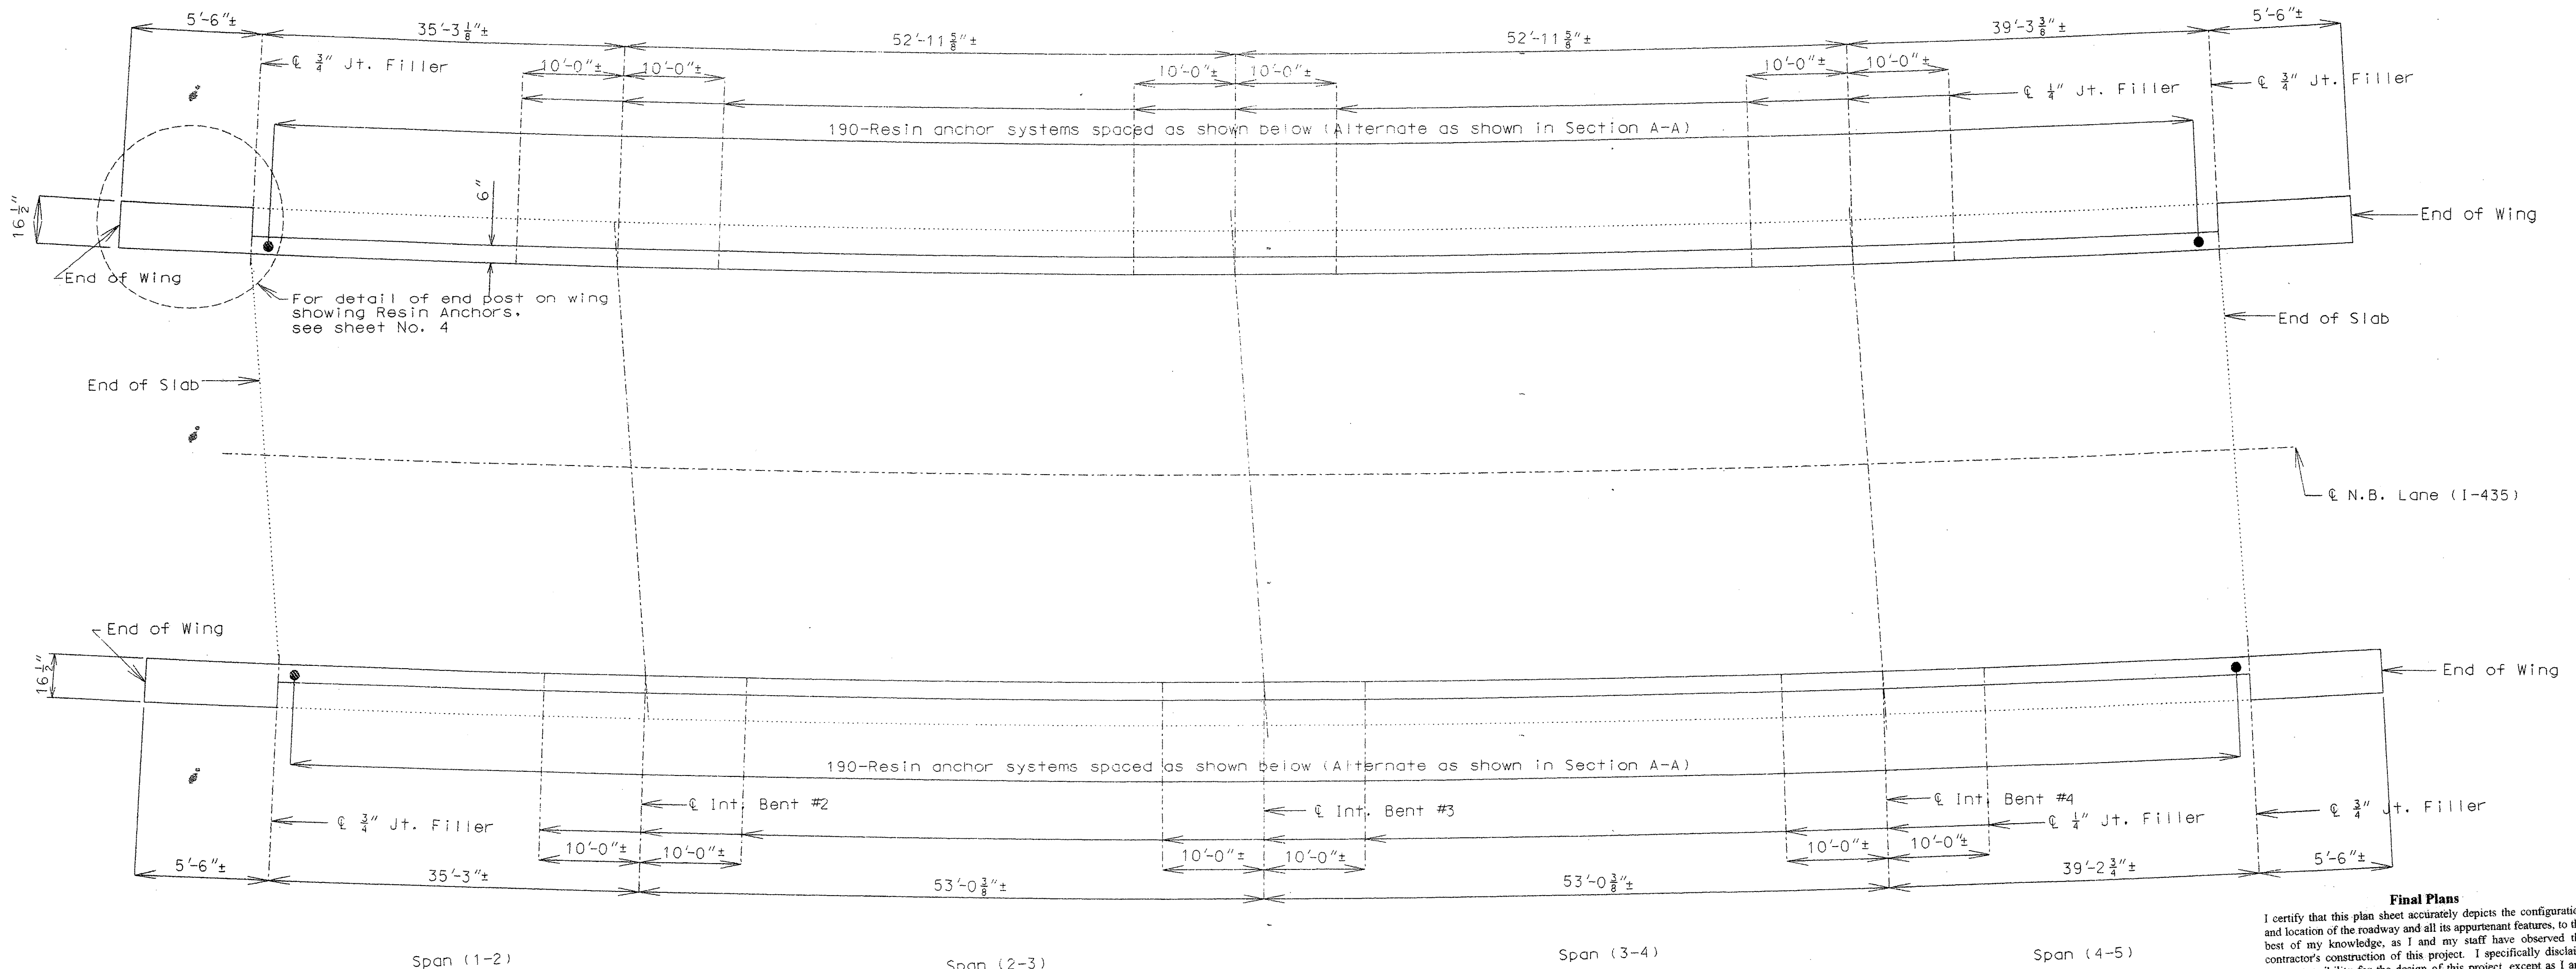 5'-6"±
35'-3 1/8"±
52'-11 5/8"±
52'-11 5/8"±
39'-3 3/8"±
5'-6"±
℄ 3/4" Jt. Filler
10'-0"± 10'-0"±
10'-0"± 10'-0"±
10'-0"± 10'-0"±
℄ 1/4" Jt. Filler
℄ 3/4" Jt. Filler
190-Resin anchor systems spaced as shown below (Alternate as shown in Section A-A)
16 1/2"
6"
End of Wing
End of Wing
For detail of end post on wing
showing Resin Anchors.
see sheet No. 4
End of Slab
End of Slab
℄ N.B. Lane (I-435)
End of Wing
16 1/2"
End of Wing
190-Resin anchor systems spaced as shown below (Alternate as shown in Section A-A)
℄ Int. Bent #2
℄ Int. Bent #3
℄ Int. Bent #4
℄ 3/4" Jt. Filler
℄ 1/4" Jt. Filler
℄ 3/4" Jt. Filler
10'-0"± 10'-0"±
10'-0"± 10'-0"±
10'-0"± 10'-0"±
5'-6"±
35'-3"±
53'-0 3/8"±
53'-0 3/8"±
39'-2 3/4"±
5'-6"±
Span (1-2)
Span (2-3)
Span (3-4)
Span (4-5)
Final Plans
I certify that this plan sheet accurately depicts the configuratio
and location of the roadway and all its appurtenant features, to th
best of my knowledge, as I and my staff have observed th
contractor's construction of this project. I specifically disclai
for the design of this project, except as I a